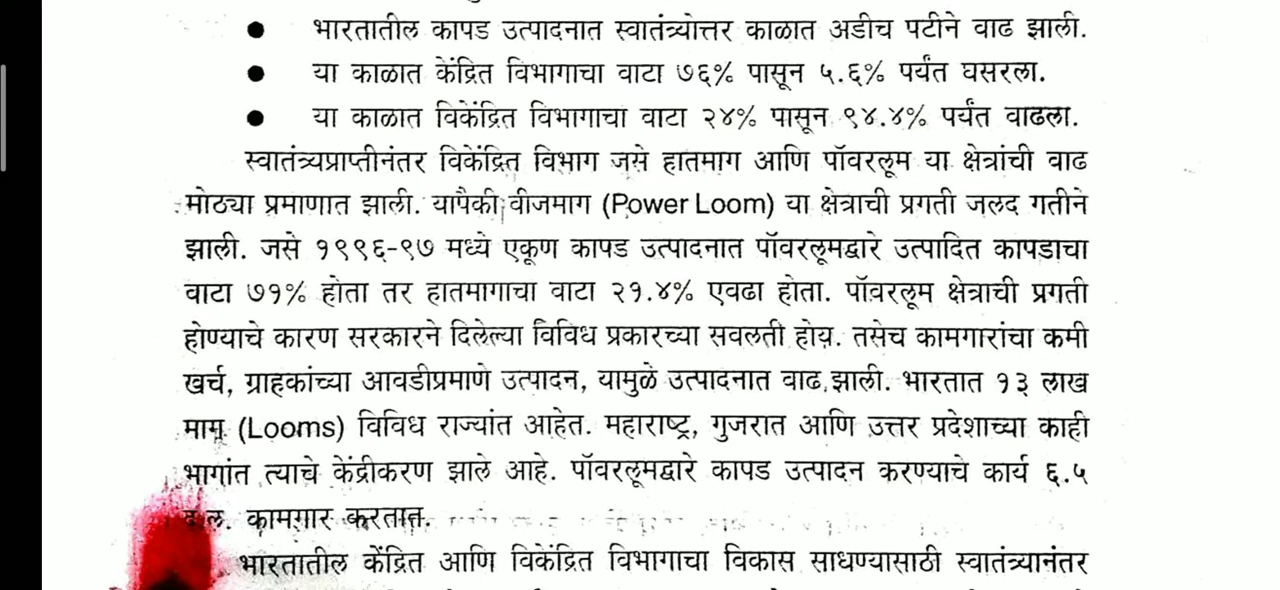 ● भारतातील कापड उत्पादनात स्वातंत्र्योत्तर काळात अडीच पटीने वाढ झाली.
● या काळात केंद्रित विभागाचा वाटा ७६% पासून ५.६% पर्यंत घसरला.
● या काळात विकेंद्रित विभागाचा वाटा २४% पासून ९४.४% पर्यंत वाढला.
स्वातंत्र्यप्राप्तीनंतर विकेंद्रित विभाग जसे हातमाग आणि पॉवरलूम या क्षेत्रांची वाढ
मोठ्या प्रमाणात झाली. यापैकी वीजमाग (Power Loom) या क्षेत्राची प्रगती जलद गतीने
झाली. जसे १९९६-९७ मध्ये एकूण कापड उत्पादनात पॉवरलूमद्वारे उत्पादित कापडाचा
वाटा ७१% होता तर हातमागाचा वाटा २१.४% एवढा होता. पॉवरलूम क्षेत्राची प्रगती
होण्याचे कारण सरकारने दिलेल्या विविध प्रकारच्या सवलती होय. तसेच कामगारांचा कमी
खर्च, ग्राहकांच्या आवडीप्रमाणे उत्पादन, यामुळे उत्पादनात वाढ झाली. भारतात १३ लाख
माग (Looms) विविध राज्यांत आहेत. महाराष्ट्र, गुजरात आणि उत्तर प्रदेशाच्या काही
भागांत त्याचे केंद्रीकरण झाले आहे. पॉवरलूमद्वारे कापड उत्पादन करण्याचे कार्य ६.५
कामगार करतात.
भारतातील केंद्रित आणि विकेंद्रित विभागाचा विकास साधण्यासाठी स्वातंत्र्यानंतर